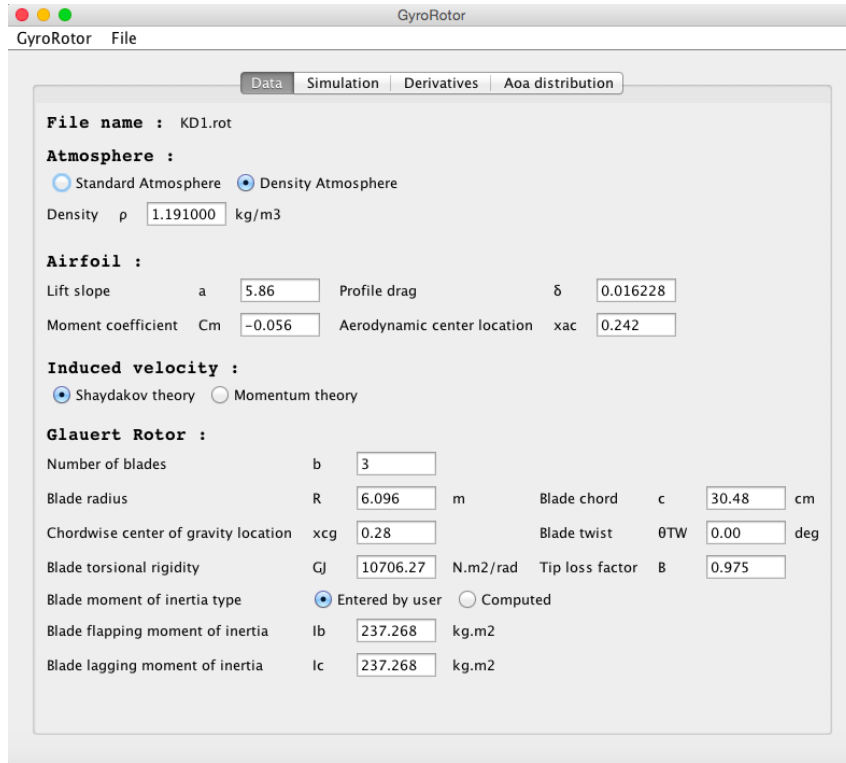 GyroRotor
GyroRotor File
Data Simulation Derivatives Aoa distribution
File name : KD1.rot
Atmosphere :
Standard Atmosphere Density Atmosphere
Density ρ 1.191000 kg/m3
Airfoil :
Lift slope a 5.86 Profile drag δ 0.016228
Moment coefficient Cm -0.056 Aerodynamic center location xac 0.242
Induced velocity :
Shaydakov theory Momentum theory
Glauert Rotor :
Number of blades b 3
Blade radius R 6.096 m Blade chord c 30.48 cm
Chordwise center of gravity location xcg 0.28 Blade twist θTW 0.00 deg
Blade torsional rigidity GJ 10706.27 N.m2/rad Tip loss factor B 0.975
Blade moment of inertia type Entered by user Computed
Blade flapping moment of inertia Ib 237.268 kg.m2
Blade lagging moment of inertia Ic 237.268 kg.m2